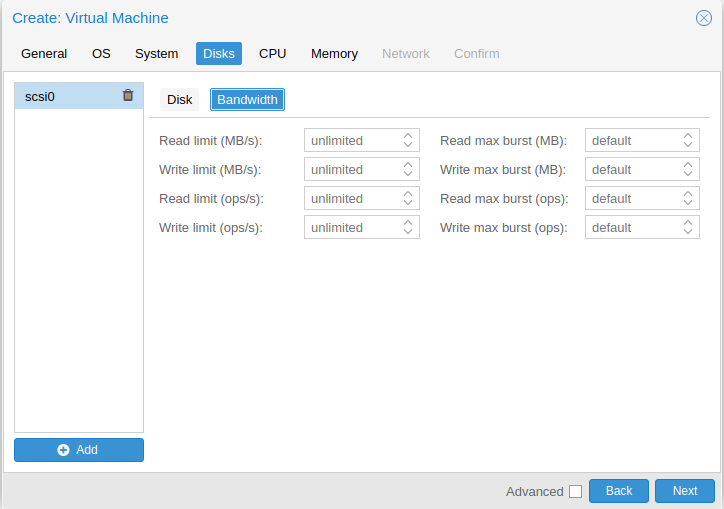 Create: Virtual Machine
General OS System Disks CPU Memory Network Confirm
scsi0
Disk Bandwidth
Read limit (MB/s): unlimited Read max burst (MB): default
Write limit (MB/s): unlimited Write max burst (MB): default
Read limit (ops/s): unlimited Read max burst (ops): default
Write limit (ops/s): unlimited Write max burst (ops): default
Add
Advanced Back Next